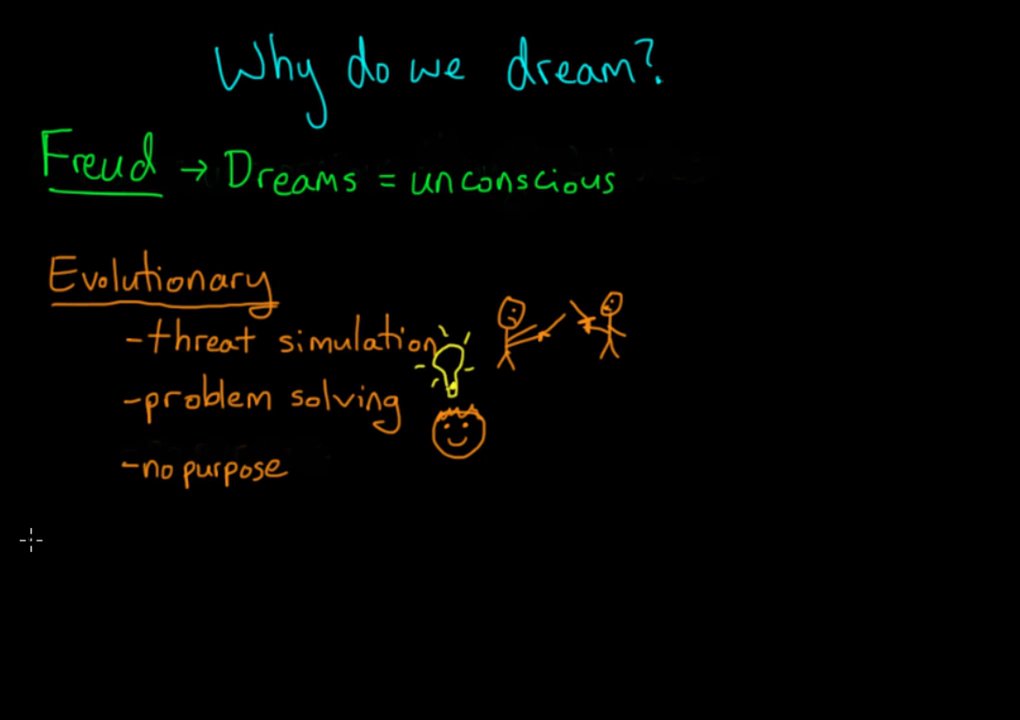 Why do we dream?
Freud → Dreams = unconscious
Evolutionary
-threat simulation
-problem solving
-no purpose